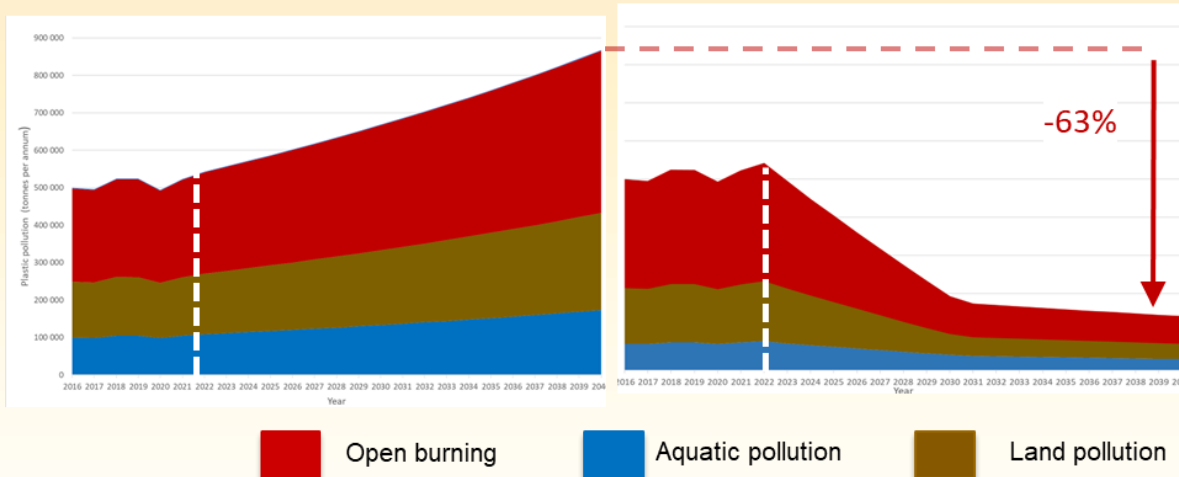 900 000
800 000
700 000
600 000
500 000
400 000
300 000
200 000
100 000
0
Plastic pollution (tonnes per annum)
2016 2017 2018 2019 2020 2021 2022 2023 2024 2025 2026 2027 2028 2029 2030 2031 2032 2033 2034 2035 2036 2037 2038 2039 204
Year
-63%
2016 2017 2018 2019 2020 2021 2022 2023 2024 2025 2026 2027 2028 2029 2030 2031 2032 2033 2034 2035 2036 2037 2038 2039
Year
Open burning
Aquatic pollution
Land pollution